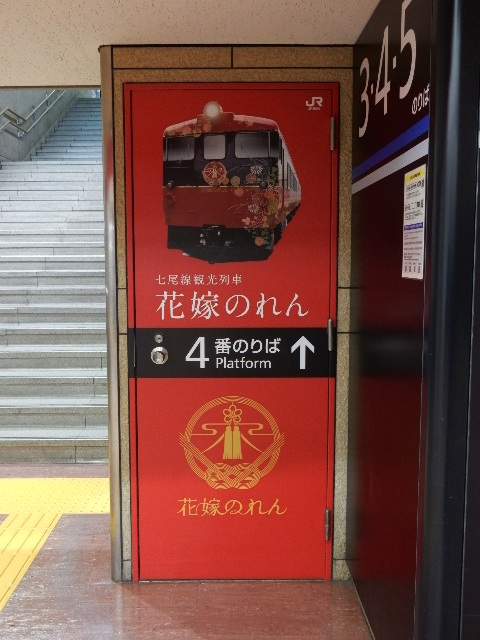 JR
七尾線観光列車
花嫁のれん
4 番のりば
Platform ↑
花嫁のれん
3・4・5
のりば